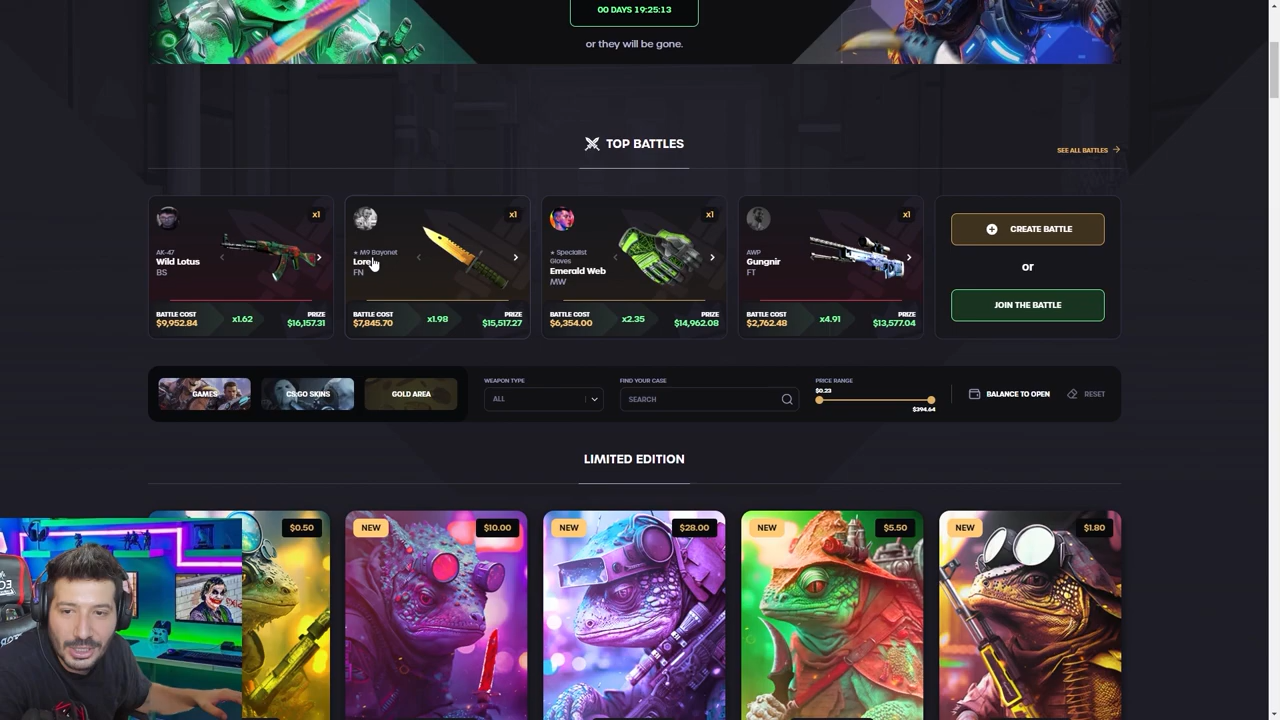 00 DAYS 19:25:13
or they will be gone.
TOP BATTLES
SEE ALL BATTLES
x1
AK-47
Wild Lotus
BS
BATTLE COST
$9,952.84
x1.62
PRIZE
$16,157.31
x1
★ M9 Bayonet
Lore
FN
BATTLE COST
$7,845.70
x1.98
PRIZE
$15,517.27
x1
★ Specialist
Gloves
Emerald Web
MW
BATTLE COST
$6,354.00
x2.35
PRIZE
$14,962.08
x1
AWP
Gungnir
FT
BATTLE COST
$2,762.48
x4.91
PRIZE
$13,577.04
CREATE BATTLE
or
JOIN THE BATTLE
GAMES
CS:GO SKINS
GOLD AREA
WEAPON TYPE
ALL
FIND YOUR CASE
SEARCH
PRICE RANGE
$0.23
$394.64
BALANCE TO OPEN
RESET
LIMITED EDITION
$0.50
NEW
$10.00
NEW
$28.00
NEW
$5.50
NEW
$1.80